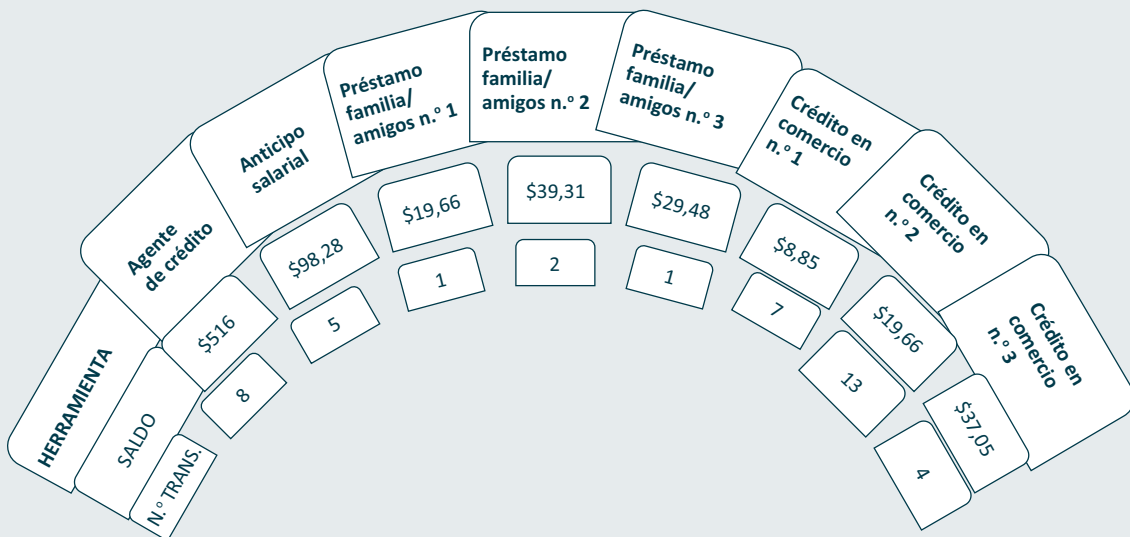 HERRAMIENTA
Agente
de crédito
Anticipo
salarial
Préstamo
familia/
amigos n.º 1
Préstamo
familia/
amigos n.º 2
Préstamo
familia/
amigos n.º 3
Crédito en
comercio
n.º 1
Crédito en
comercio
n.º 2
Crédito en
comercio
n.º 3
SALDO
$516
$98,28
$19,66
$39,31
$29,48
$8,85
$19,66
$37,05
N.º TRANS.
8
5
1
2
1
7
13
4